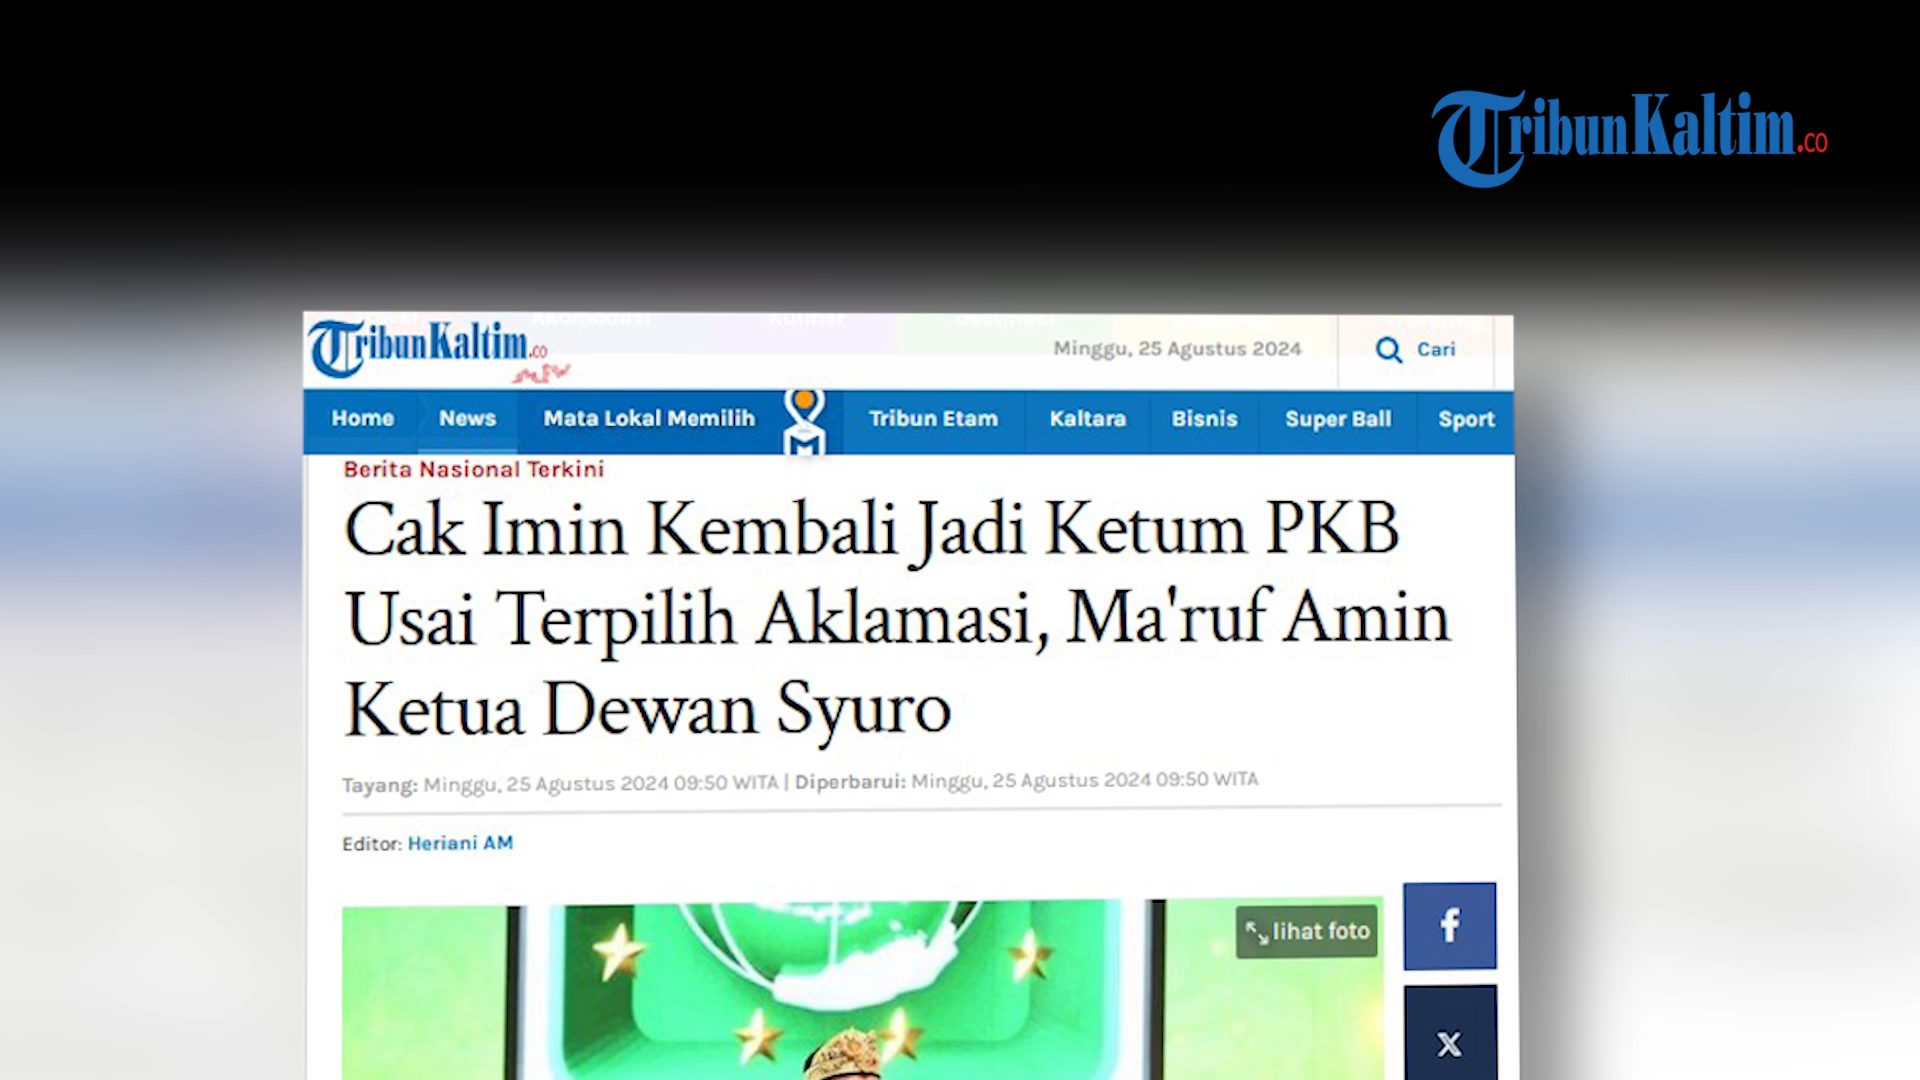 TribunKaltim.co
TribunKaltim.co
Minggu, 25 Agustus 2024
Cari
Home
News
Mata Lokal Memilih
Tribun Etam
Kaltara
Bisnis
Super Ball
Sport
Berita Nasional Terkini
Cak Imin Kembali Jadi Ketum PKB
Usai Terpilih Aklamasi, Ma'ruf Amin
Ketua Dewan Syuro
Tayang: Minggu, 25 Agustus 2024 09:50 WITA | Diperbarui: Minggu, 25 Agustus 2024 09:50 WITA
Editor: Heriani AM
lihat foto